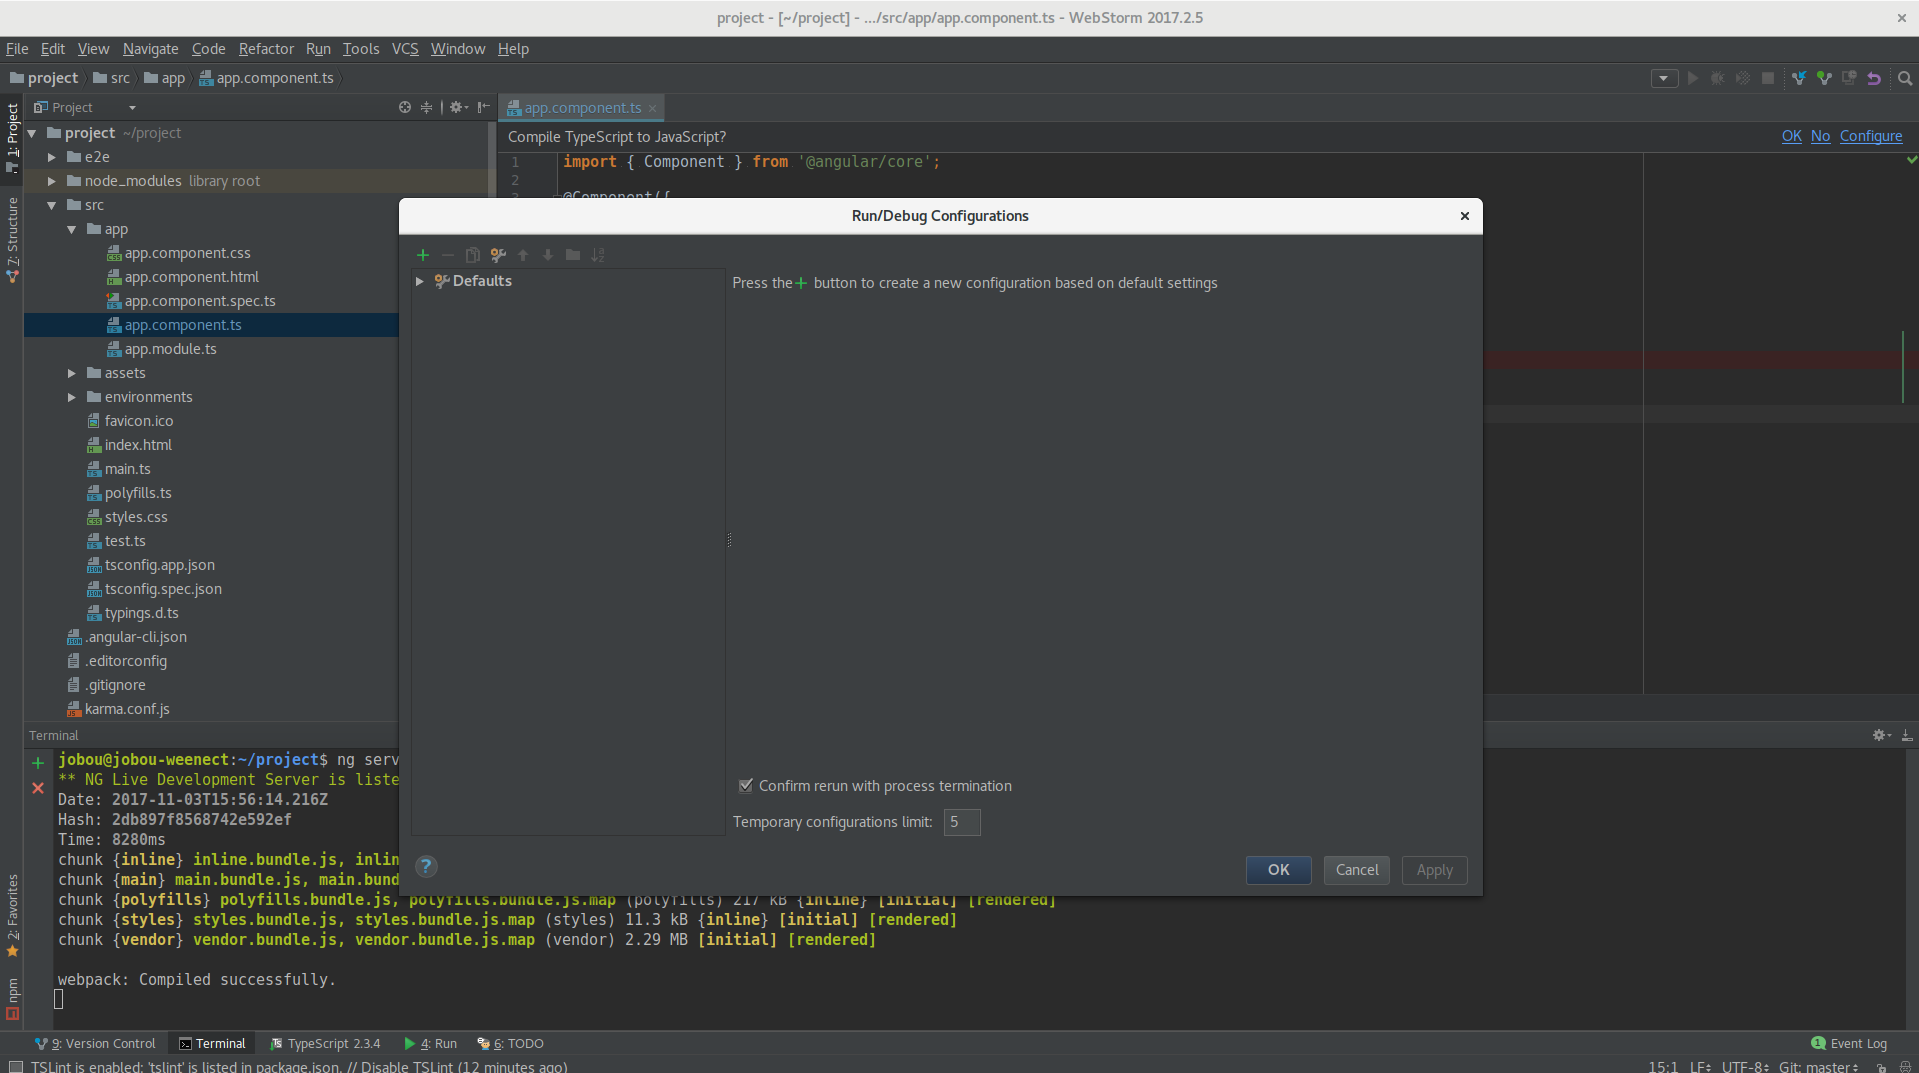 project - [~/project] - .../src/app/app.component.ts - WebStorm 2017.2.5
File Edit View Navigate Code Refactor Run Tools VCS Window Help
project src app app.component.ts
1: Project
7: Structure
2: Favorites
npm
Project
project ~/project
e2e
node_modules library root
src
app
app.component.css
app.component.html
app.component.spec.ts
app.component.ts
app.module.ts
assets
environments
favicon.ico
index.html
main.ts
polyfills.ts
styles.css
test.ts
tsconfig.app.json
tsconfig.spec.json
typings.d.ts
.angular-cli.json
.editorconfig
.gitignore
karma.conf.js
app.component.ts
Compile TypeScript to JavaScript? OK No Configure
1 import { Component } from '@angular/core';
2
3 @Component({
Run/Debug Configurations
Defaults
Press the + button to create a new configuration based on default settings
Confirm rerun with process termination
Temporary configurations limit: 5
? OK Cancel Apply
Terminal
jobou@jobou-weenect:~/project$ ng serv
** NG Live Development Server is liste
Date: 2017-11-03T15:56:14.216Z
Hash: 2db897f8568742e592ef
Time: 8280ms
chunk {inline} inline.bundle.js, inlin
chunk {main} main.bundle.js, main.bund
chunk {polyfills} polyfills.bundle.js, polyfills.bundle.js.map (polyfills) 217 kB {inline} [initial] [rendered]
chunk {styles} styles.bundle.js, styles.bundle.js.map (styles) 11.3 kB {inline} [initial] [rendered]
chunk {vendor} vendor.bundle.js, vendor.bundle.js.map (vendor) 2.29 MB [initial] [rendered]
webpack: Compiled successfully.
9: Version Control Terminal TypeScript 2.3.4 4: Run 6: TODO 1 Event Log
TSLint is enabled: 'tslint' is listed in package.json. // Disable TSLint (12 minutes ago) 15:1 LF UTF-8 Git: master